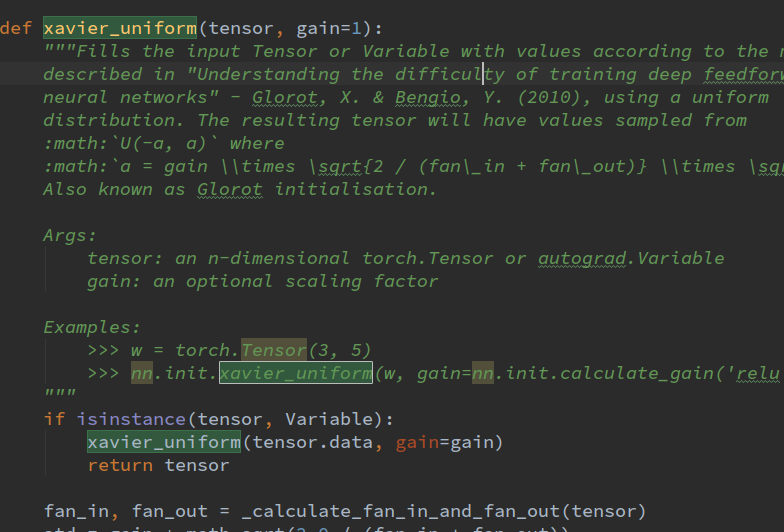 def xavier_uniform(tensor, gain=1):
"""Fills the input Tensor or Variable with values according to the
described in "Understanding the difficulty of training deep feedforw
neural networks" - Glorot, X. & Bengio, Y. (2010), using a uniform
distribution. The resulting tensor will have values sampled from
:math:`U(-a, a)` where
:math:`a = gain \\times \sqrt{2 / (fan\_in + fan\_out)} \\times \sq
Also known as Glorot initialisation.
Args:
tensor: an n-dimensional torch.Tensor or autograd.Variable
gain: an optional scaling factor
Examples:
>>> w = torch.Tensor(3, 5)
>>> nn.init.xavier_uniform(w, gain=nn.init.calculate_gain('relu
"""
if isinstance(tensor, Variable):
xavier_uniform(tensor.data, gain=gain)
return tensor
fan_in, fan_out = _calculate_fan_in_and_fan_out(tensor)
std = gain * math.sqrt(2.0 / (fan_in + fan_out))